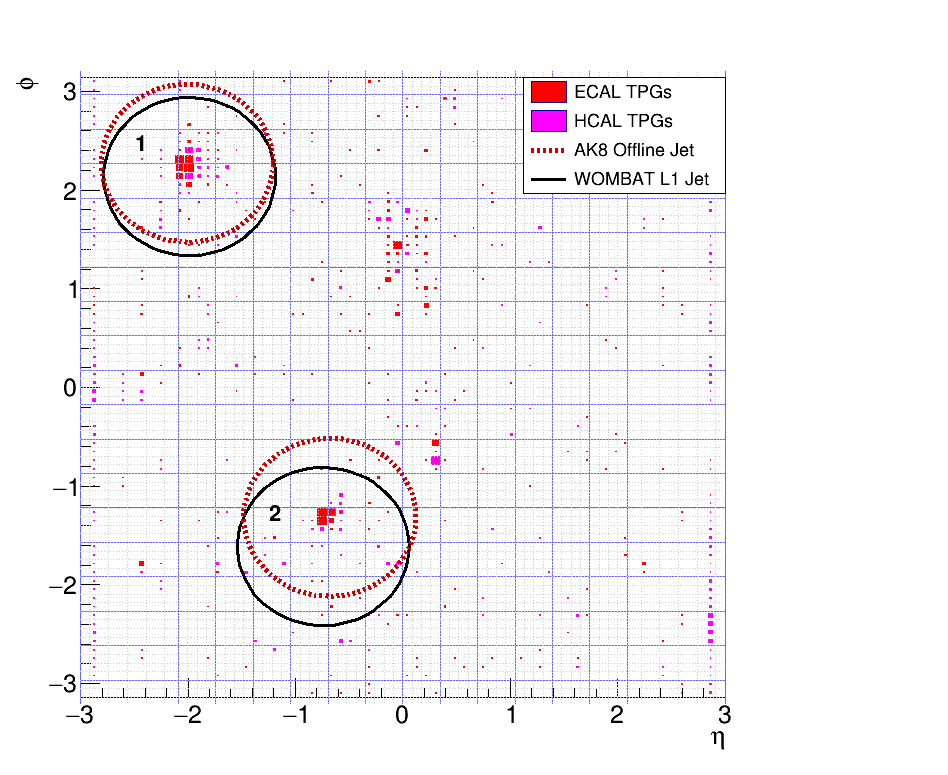 ϕ
3
2
1
0
−1
−2
−3
ECAL TPGs
HCAL TPGs
AK8 Offline Jet
WOMBAT L1 Jet
1
2
−3 −2 −1 0 1 2 3
η